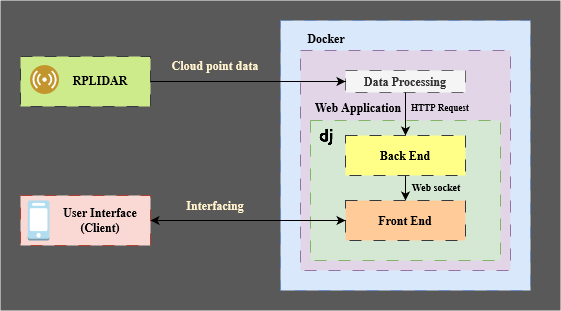 Docker
Cloud point data
RPLIDAR
Data Processing
Web Application
HTTP Request
dj
Back End
Web socket
User Interface
(Client)
Interfacing
Front End